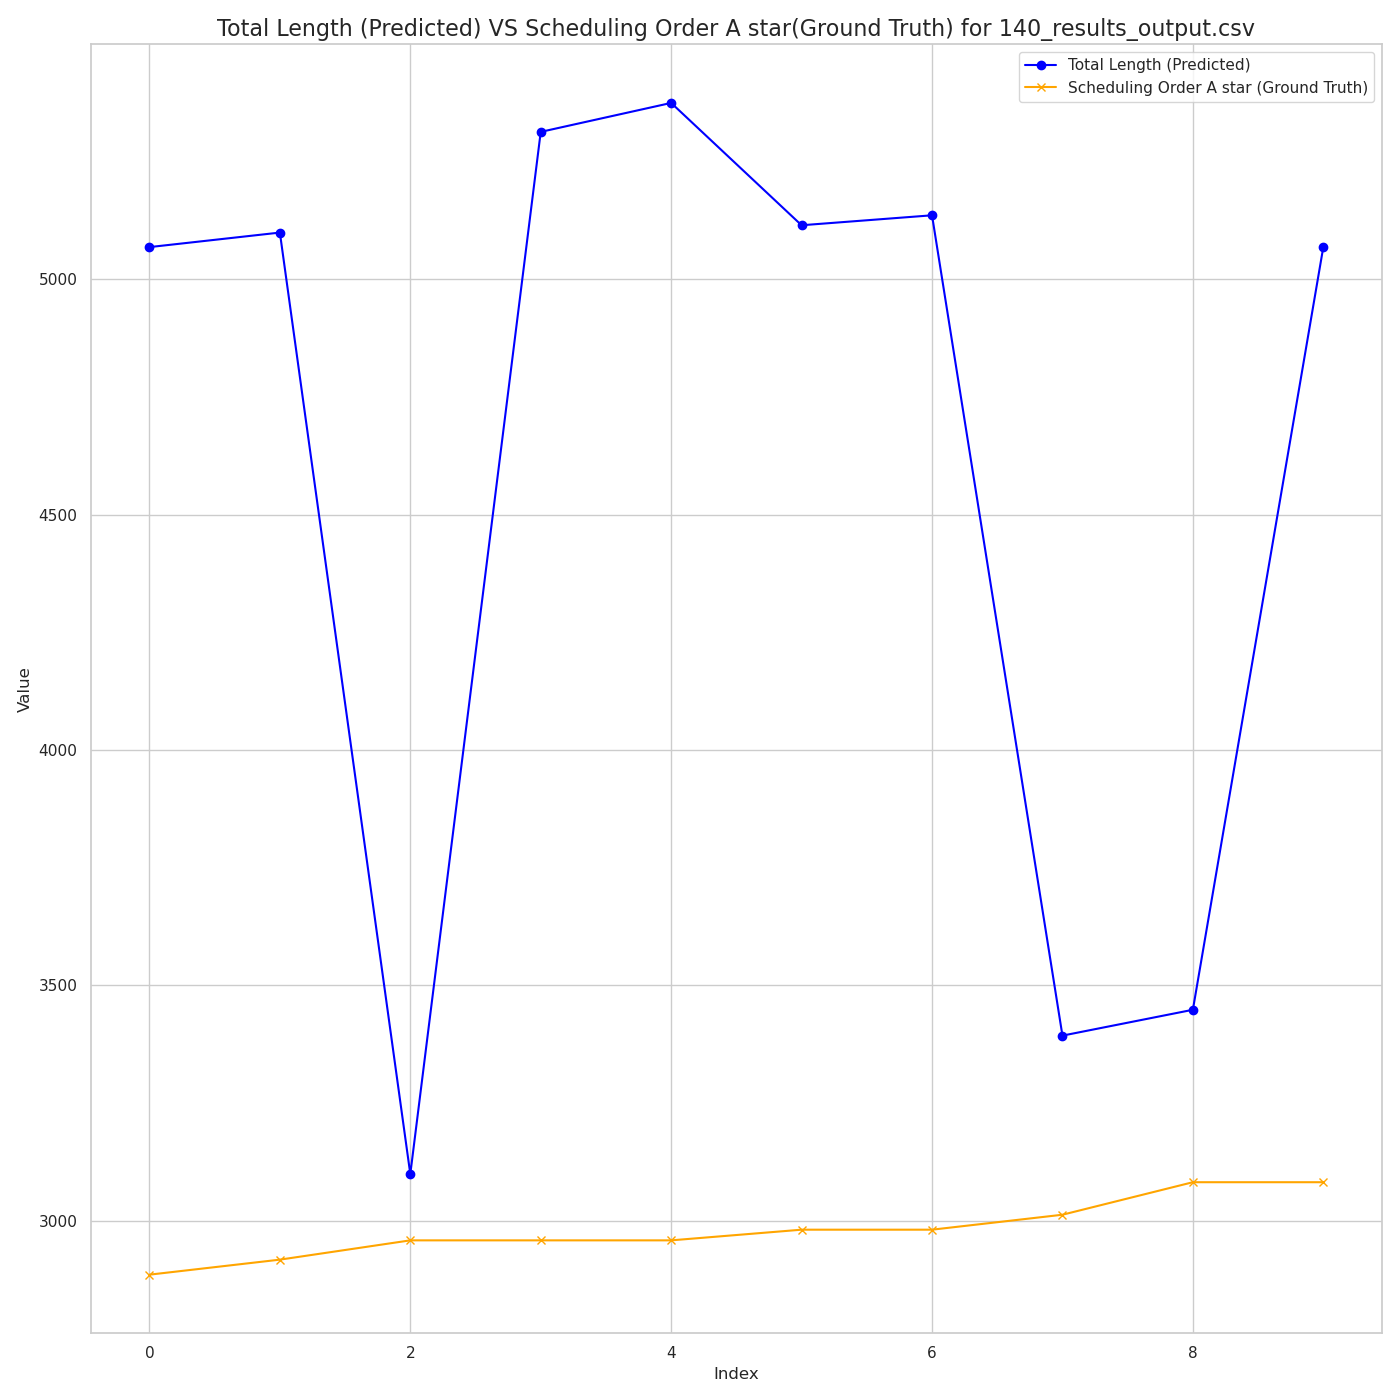 Total Length (Predicted) VS Scheduling Order A star(Ground Truth) for 140_results_output.csv
Total Length (Predicted)
Scheduling Order A star (Ground Truth)
5000
4500
4000
3500
3000
Value
0 2 4 6 8
Index